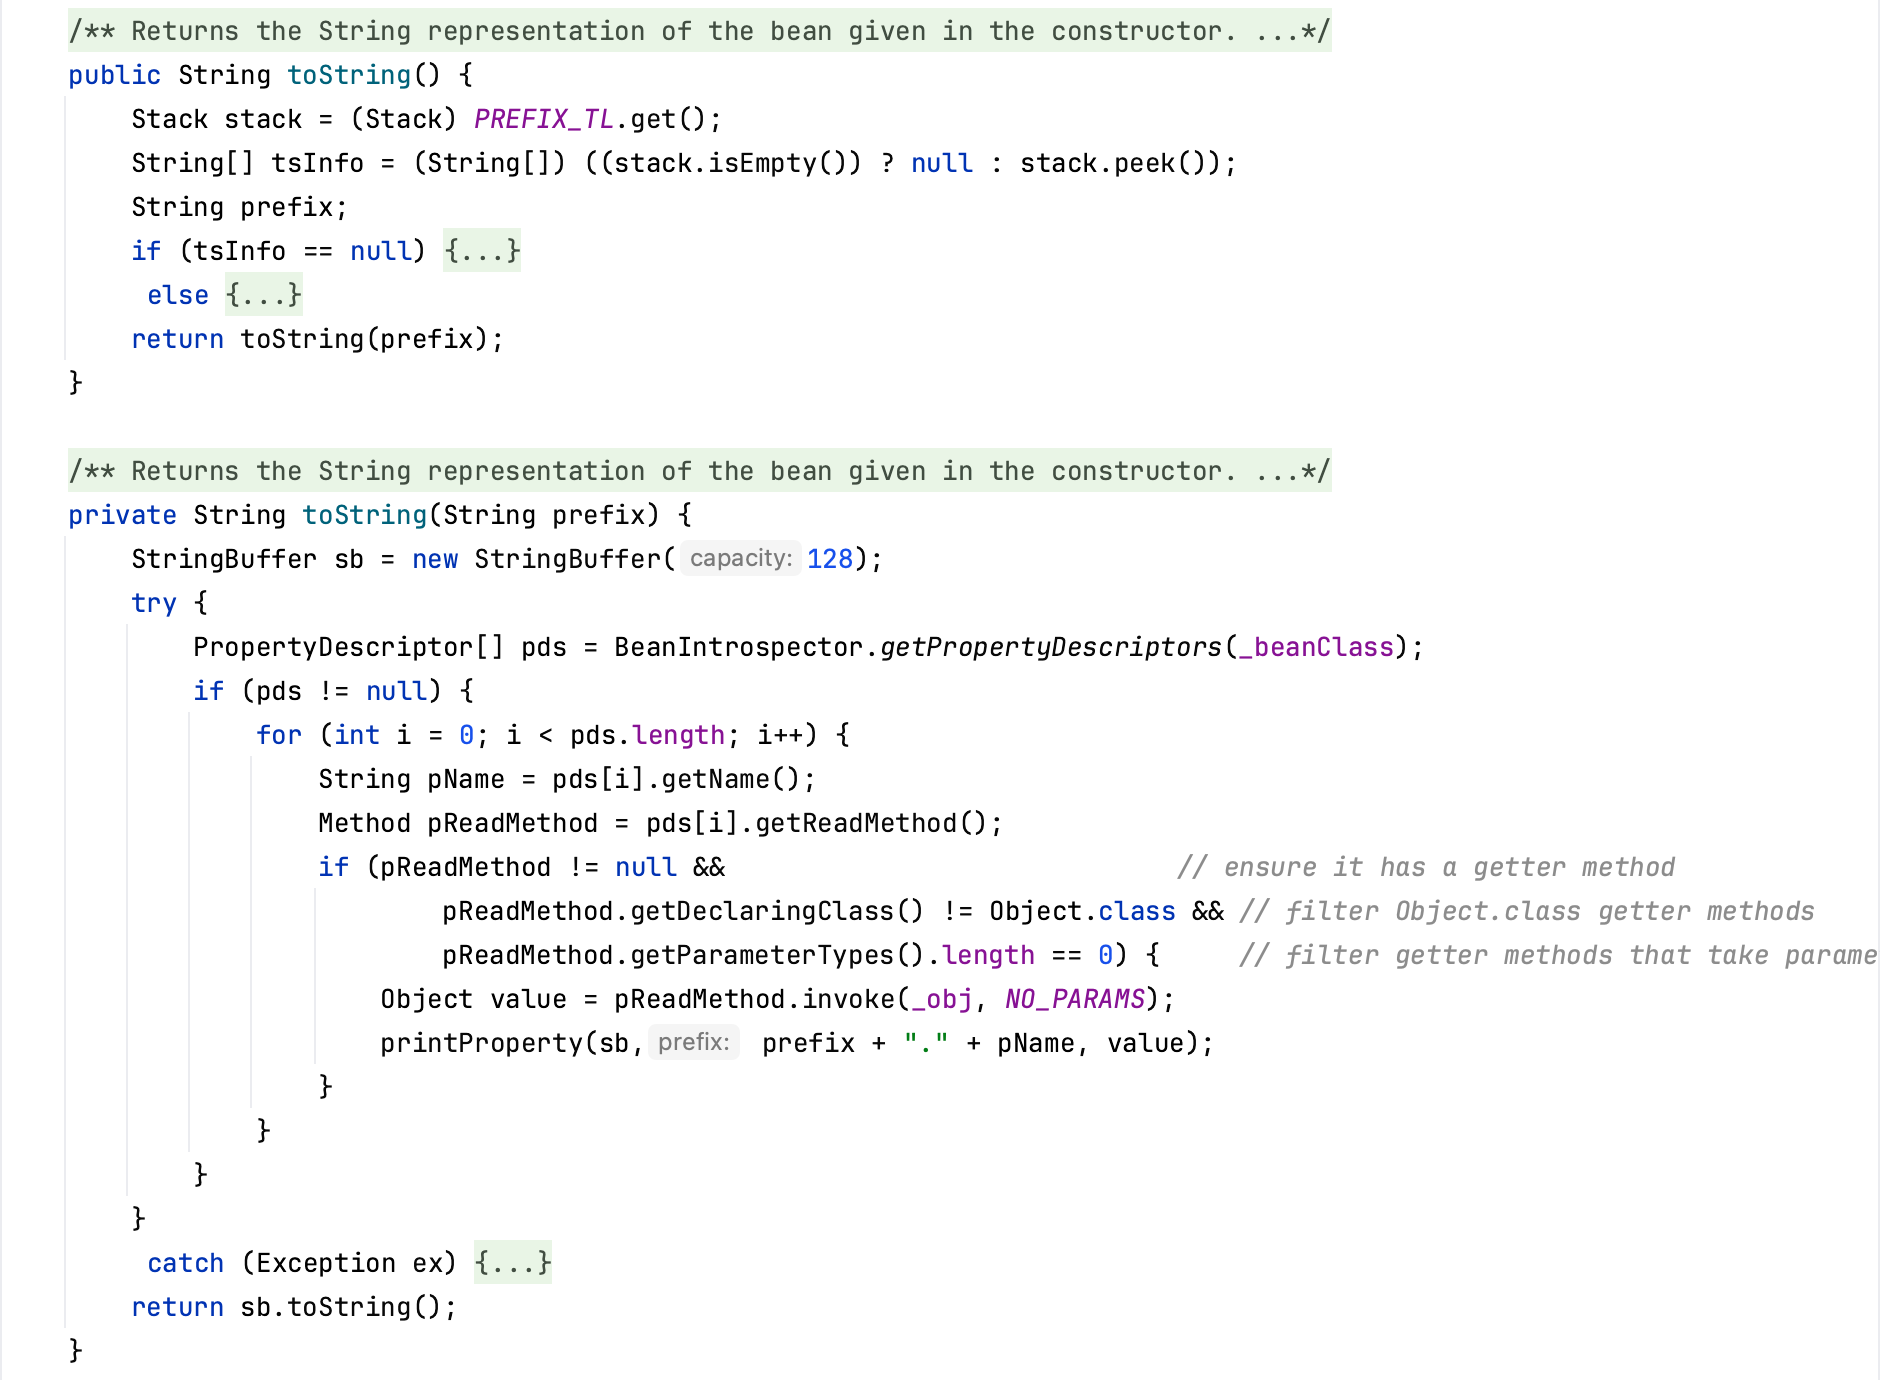 /** Returns the String representation of the bean given in the constructor. ...*/
public String toString() {
    Stack stack = (Stack) PREFIX_TL.get();
    String[] tsInfo = (String[]) ((stack.isEmpty()) ? null : stack.peek());
    String prefix;
    if (tsInfo == null) {...}
     else {...}
    return toString(prefix);
}
/** Returns the String representation of the bean given in the constructor. ...*/
private String toString(String prefix) {
    StringBuffer sb = new StringBuffer( capacity: 128);
    try {
        PropertyDescriptor[] pds = BeanIntrospector.getPropertyDescriptors(_beanClass);
        if (pds != null) {
            for (int i = 0; i < pds.length; i++) {
                String pName = pds[i].getName();
                Method pReadMethod = pds[i].getReadMethod();
                if (pReadMethod != null &&                             // ensure it has a getter method
                        pReadMethod.getDeclaringClass() != Object.class && // filter Object.class getter methods
                        pReadMethod.getParameterTypes().length == 0) {     // filter getter methods that take parame
                    Object value = pReadMethod.invoke(_obj, NO_PARAMS);
                    printProperty(sb, prefix: prefix + "." + pName, value);
                }
            }
        }
    }
     catch (Exception ex) {...}
    return sb.toString();
}